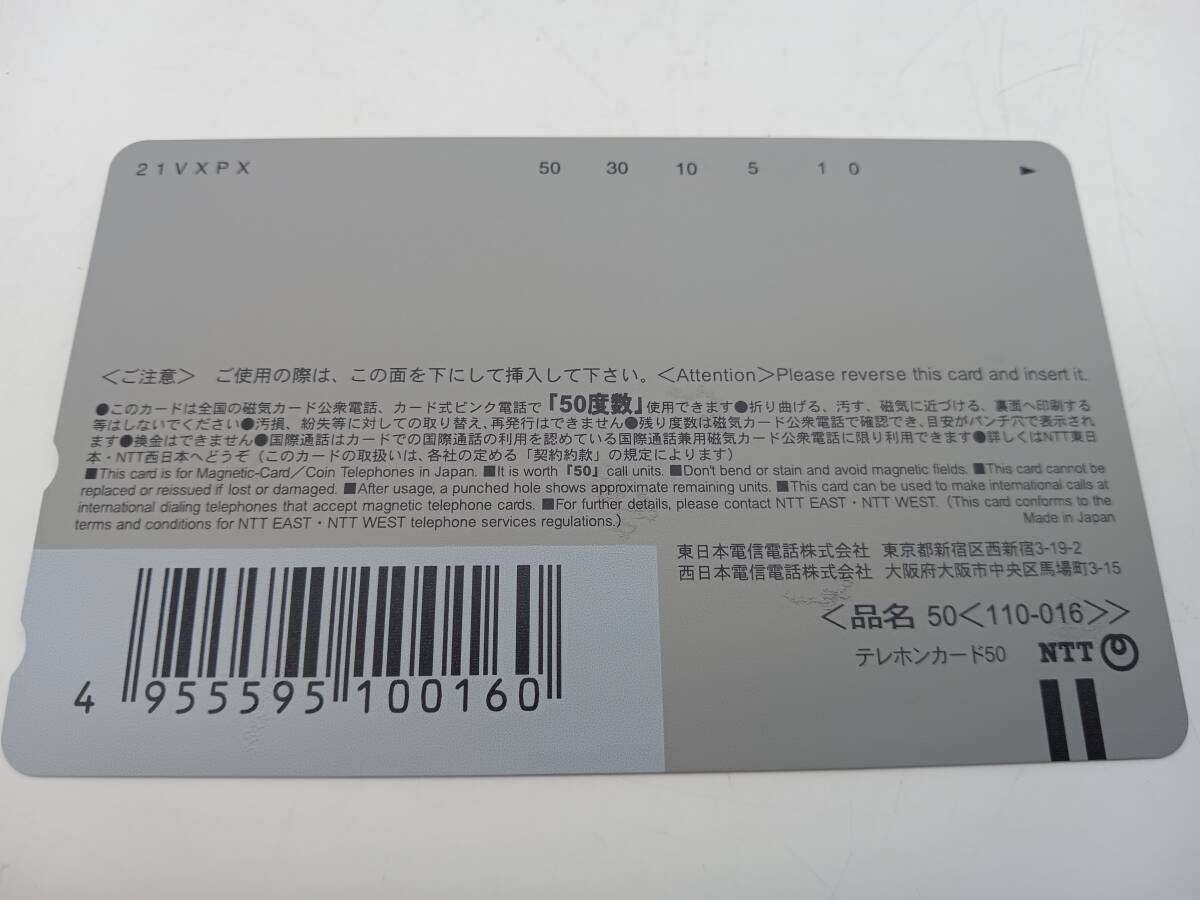 21VXPX 50 30 10 5 1 0
<ご注意> ご使用の際は、この面を下にして挿入して下さい。<Attention>Please reverse this card and insert it.
●このカードは全国の磁気カード公衆電話、カード式ピンク電話で『50度数』使用できます●折り曲げる、汚す、磁気に近づける、裏面へ印刷する
等はしないでください●汚損、紛失等に対しての取り替え、再発行はできません●残り度数は磁気カード公衆電話で確認でき、目安がパンチ穴で表示され
ます●換金はできません●国際通話はカードでの国際通話の利用を認めている国際通話兼用磁気カード公衆電話に限り利用できます●詳しくはNTT東日
本・NTT西日本へどうぞ(このカードの取扱いは、各社の定める「契約約款」の規定によります)
■This card is for Magnetic-Card/Coin Telephones in Japan. ■It is worth『50』call units. ■Don't bend or stain and avoid magnetic fields. ■This card cannot be
replaced or reissued if lost or damaged. ■After usage, a punched hole shows approximate remaining units. ■This card can be used to make international calls at
international dialing telephones that accept magnetic telephone cards. ■For further details, please contact NTT EAST・NTT WEST. (This card conforms to the
terms and conditions for NTT EAST・NTT WEST telephone services regulations.)
Made in Japan
東日本電信電話株式会社 東京都新宿区西新宿3-19-2
西日本電信電話株式会社 大阪府大阪市中央区馬場町3-15
<品名 50<110-016>>
テレホンカード50 NTT
4 955595 100160